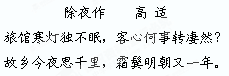 除夜作 高适
旅馆寒灯独不眠，客心何事转凄然？
故乡今夜思千里，霜鬓明朝又一年。